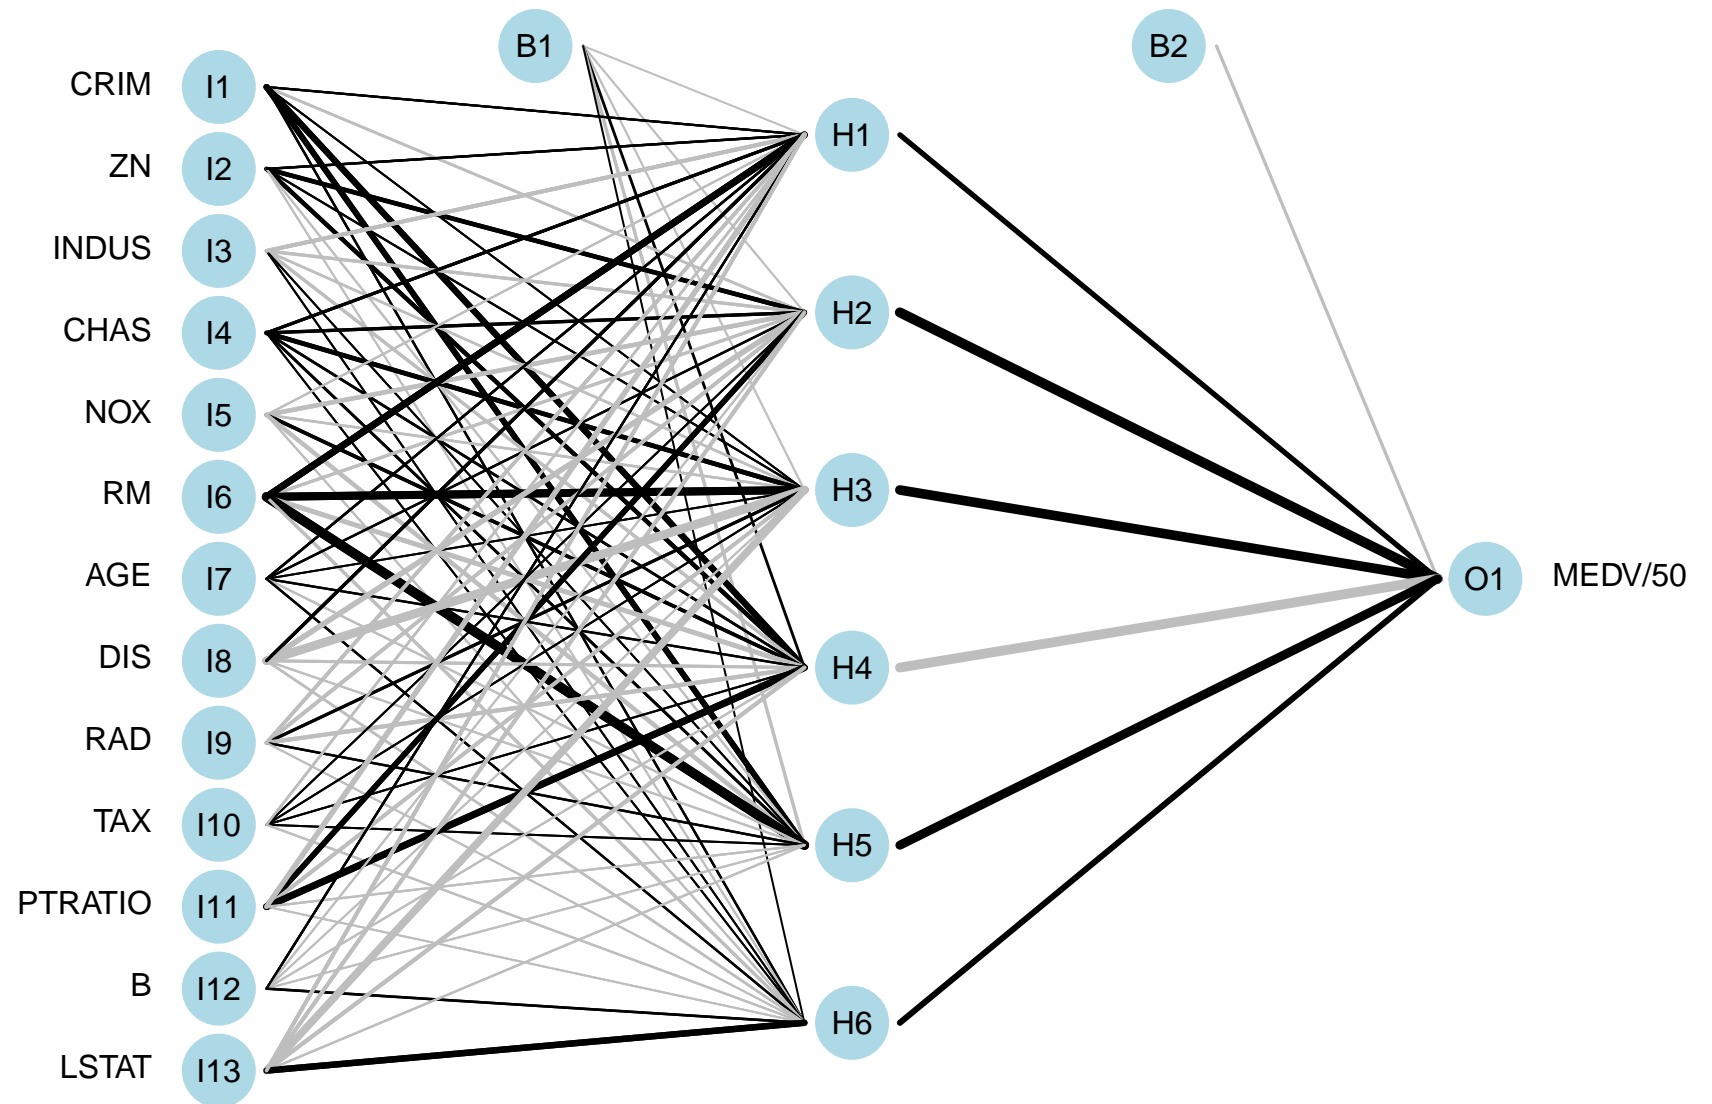 B1
B2
CRIM I1
ZN I2
INDUS I3
CHAS I4
NOX I5
RM I6
AGE I7
DIS I8
RAD I9
TAX I10
PTRATIO I11
B I12
LSTAT I13
H1
H2
H3
H4
H5
H6
O1 MEDV/50